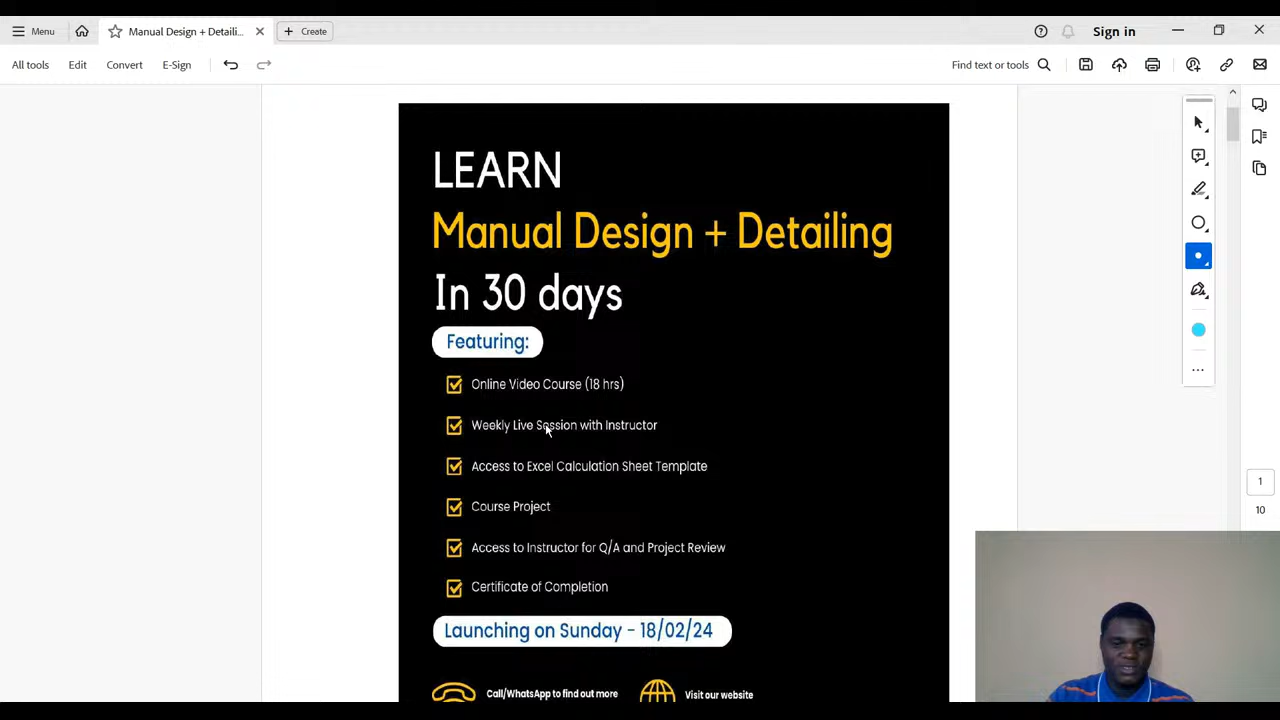 Menu
Manual Design + Detaili...
Create
Sign in
All tools
Edit
Convert
E-Sign
Find text or tools
LEARN
Manual Design + Detailing
In 30 days
Featuring:
Online Video Course (18 hrs)
Weekly Live Session with Instructor
Access to Excel Calculation Sheet Template
Course Project
Access to Instructor for Q/A and Project Review
Certificate of Completion
Launching on Sunday - 18/02/24
Call/WhatsApp to find out more
Visit our website
1
10